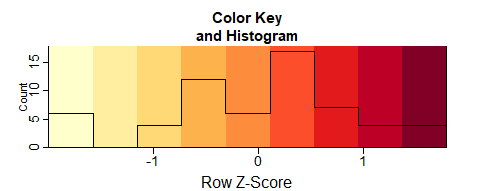 Color Key
and Histogram
Count
15
10
5
0
-1 0 1
Row Z-Score